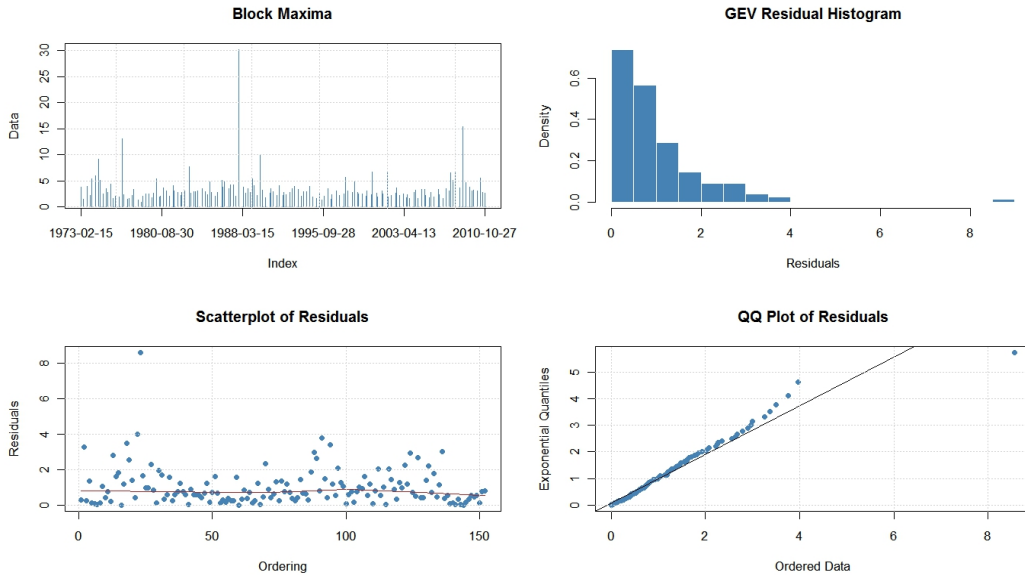 Block Maxima
Data
0 5 10 15 20 25 30
1973-02-15 1980-08-30 1988-03-15 1995-09-28 2003-04-13 2010-10-27
Index
GEV Residual Histogram
Density
0.0 0.2 0.4 0.6
0 2 4 6 8
Residuals
Scatterplot of Residuals
Residuals
0 2 4 6 8
0 50 100 150
Ordering
QQ Plot of Residuals
Exponential Quantiles
0 1 2 3 4 5
0 2 4 6 8
Ordered Data